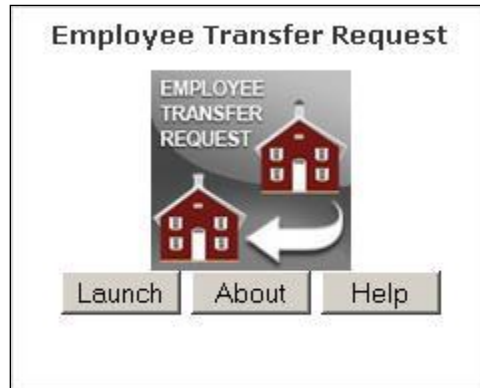 Employee Transfer Request
EMPLOYEE
TRANSFER
REQUEST
Launch About Help